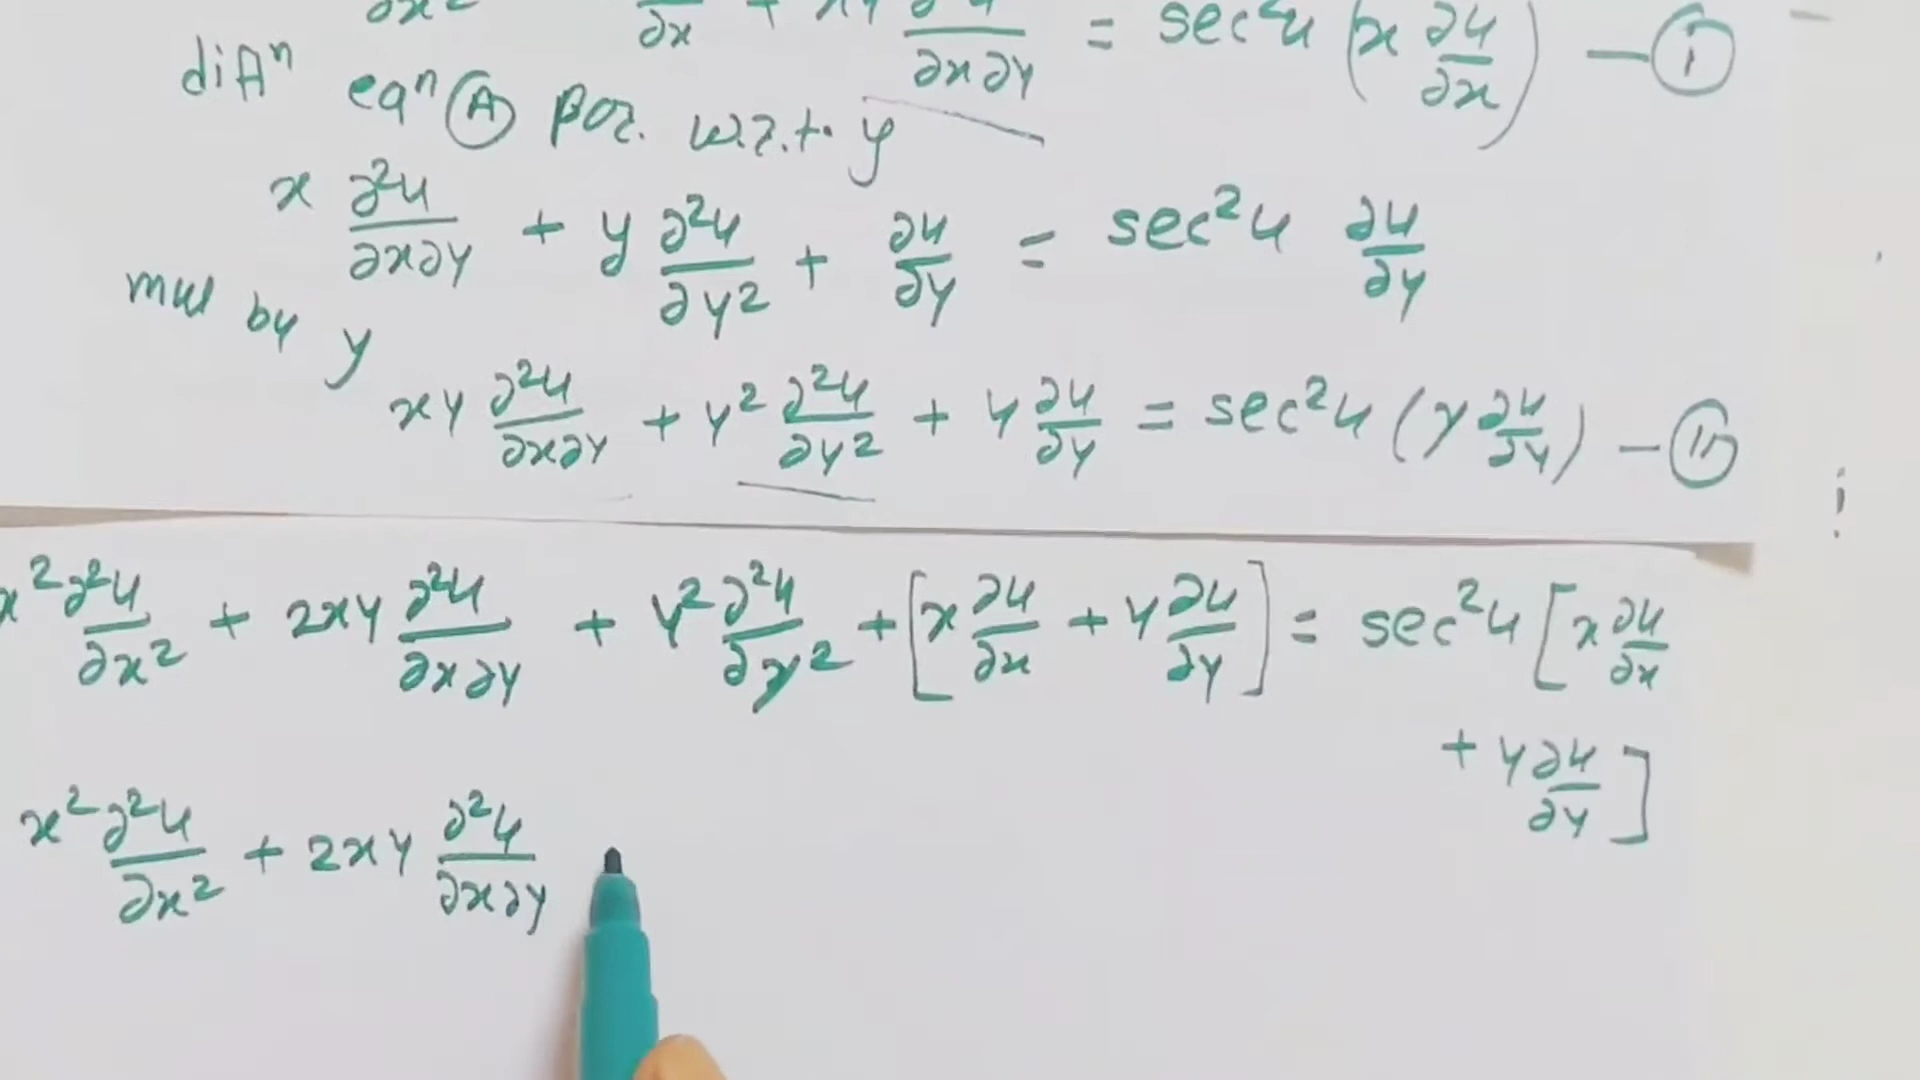 ∂x² ∂x + xy ∂x∂y = sec²u (x ∂u/∂x) — (i)
diffⁿ eqⁿ (A) par. w.r.t. y
x ∂²u/∂x∂y + y ∂²u/∂y² + ∂u/∂y = sec²u ∂u/∂y
mul by y
xy ∂²u/∂x∂y + y² ∂²u/∂y² + y ∂u/∂y = sec²u (y ∂u/∂y) — (ii)
x² ∂²u/∂x² + 2xy ∂²u/∂x∂y + y² ∂²u/∂y² + [x ∂u/∂x + y ∂u/∂y] = sec²u [x ∂u/∂x
+ y ∂u/∂y]
x² ∂²u/∂x² + 2xy ∂²u/∂x∂y